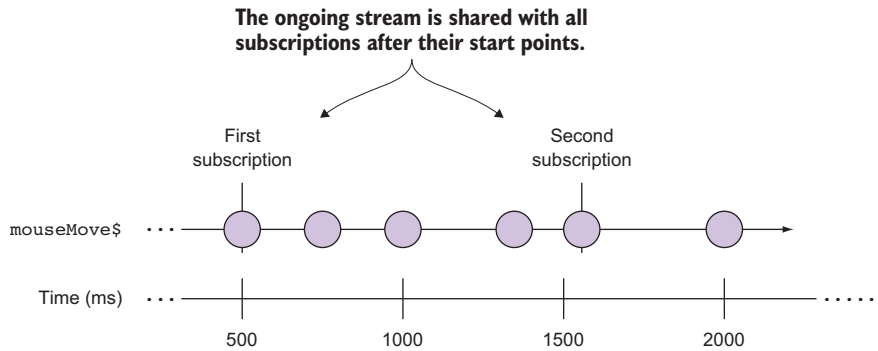 The ongoing stream is shared with all
subscriptions after their start points.
First
subscription
Second
subscription
mouseMove$ ...
Time (ms) ... .....
500 1000 1500 2000